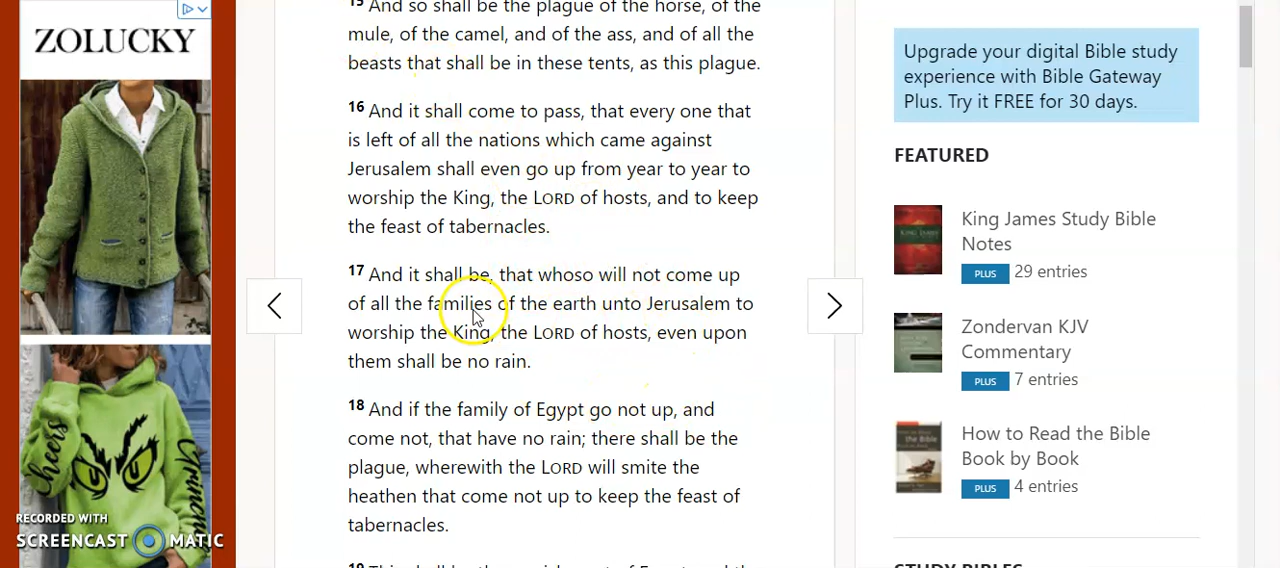 ZOLUCKY
Cheers
RECORDED WITH
SCREENCAST MATIC
15 And so shall be the plague of the horse, of the
mule, of the camel, and of the ass, and of all the
beasts that shall be in these tents, as this plague.
16 And it shall come to pass, that every one that
is left of all the nations which came against
Jerusalem shall even go up from year to year to
worship the King, the LORD of hosts, and to keep
the feast of tabernacles.
17 And it shall be, that whoso will not come up
of all the families of the earth unto Jerusalem to
worship the King, the LORD of hosts, even upon
them shall be no rain.
18 And if the family of Egypt go not up, and
come not, that have no rain; there shall be the
plague, wherewith the LORD will smite the
heathen that come not up to keep the feast of
tabernacles.
Upgrade your digital Bible study
experience with Bible Gateway
Plus. Try it FREE for 30 days.
FEATURED
King James Study Bible
Notes
PLUS 29 entries
Zondervan KJV
Commentary
PLUS 7 entries
How to Read the Bible
Book by Book
PLUS 4 entries
STUDY BIBLES